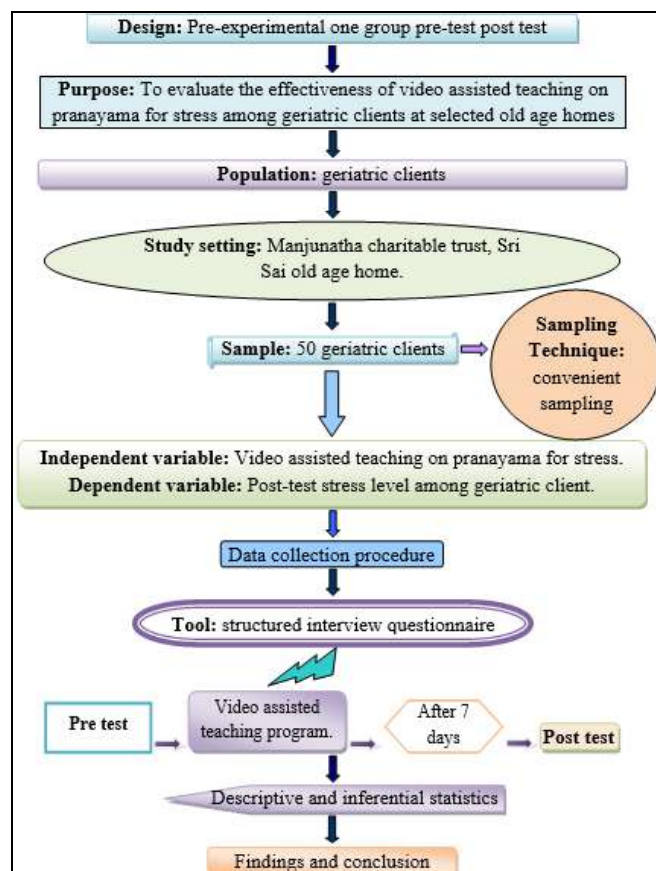 Design: Pre-experimental one group pre-test post test
Purpose: To evaluate the effectiveness of video assisted teaching on
pranayama for stress among geriatric clients at selected old age homes
Population: geriatric clients
Study setting: Manjunatha charitable trust, Sri
Sai old age home.
Sample: 50 geriatric clients
Sampling
Technique:
convenient
sampling
Independent variable: Video assisted teaching on pranayama for stress.
Dependent variable: Post-test stress level among geriatric client.
Data collection procedure
Tool: structured interview questionnaire
Pre test
Video assisted
teaching program.
After 7
days
Post test
Descriptive and inferential statistics
Findings and conclusion